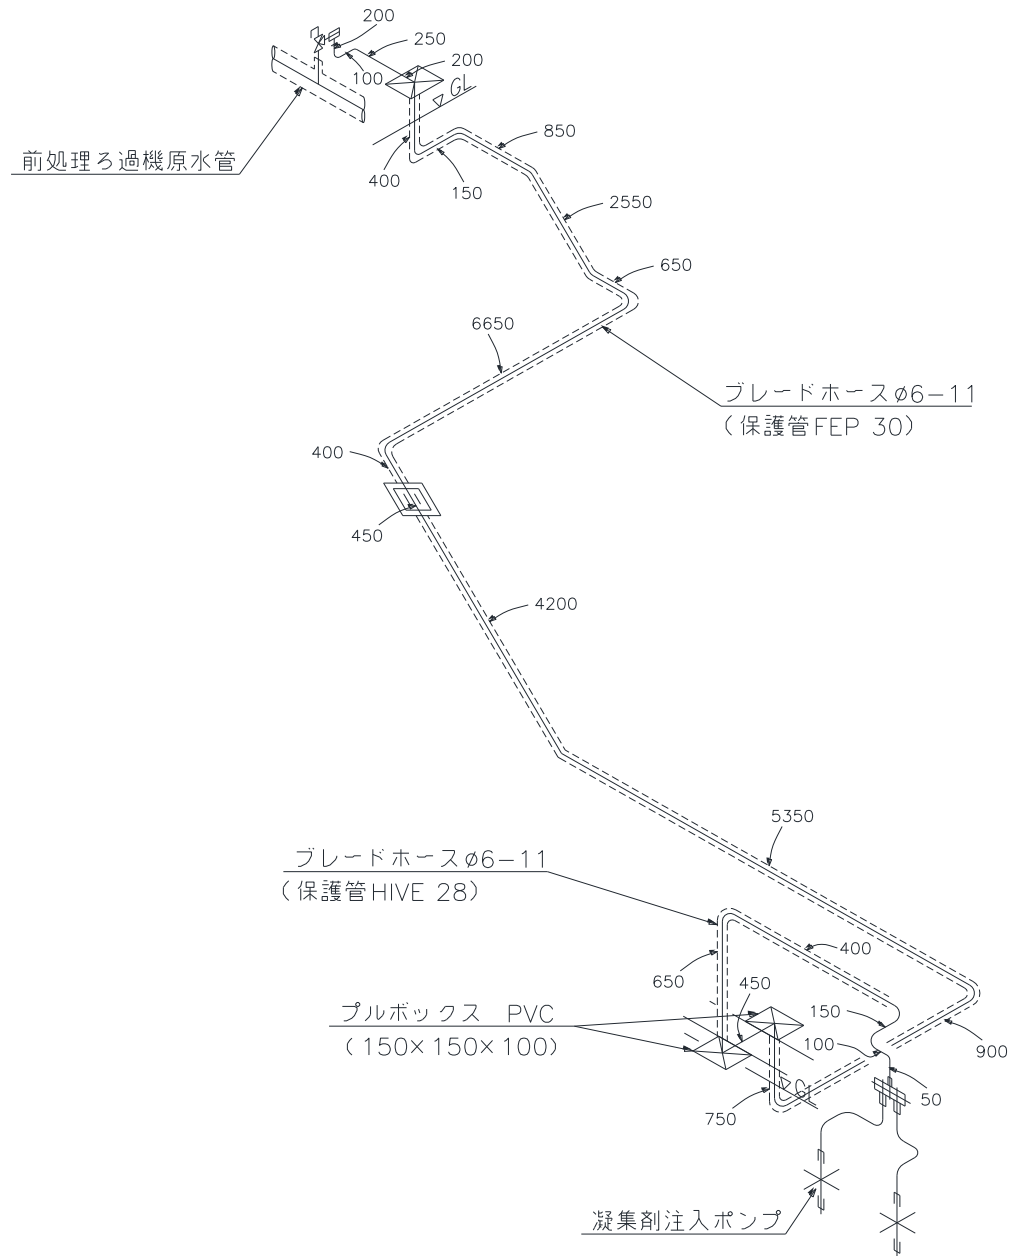 200
250
200
100
GL
850
前処理ろ過機原水管
400
150
2550
650
6650
ブレードホースø6-11
(保護管FEP 30)
400
450
4200
5350
ブレードホースø6-11
(保護管HIVE 28)
400
650
450
プルボックス PVC
(150×150×100)
150
100
900
GL
50
750
凝集剤注入ポンプ